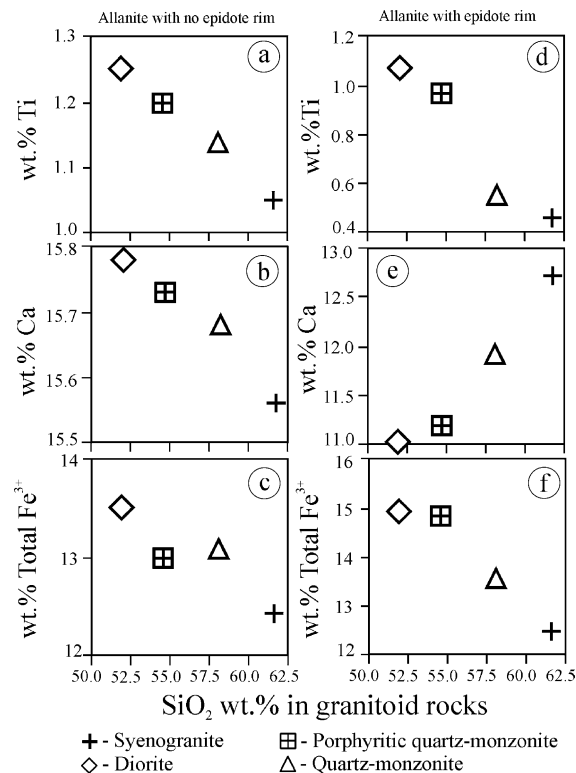 Allanite with no epidote rim
Allanite with epidote rim
1.3
1.2
1.1
1.0
wt.% Ti
a
1.2
1.0
0.8
0.6
0.4
wt.%Ti
d
15.8
15.7
15.6
15.5
wt.% Ca
b
13.0
12.5
12.0
11.5
11.0
wt.% Ca
e
14
13
12
wt.% Total Fe³⁺
c
16
15
14
13
12
wt.% Total Fe³⁺
f
50.0 52.5 55.0 57.5 60.0 62.5
50.0 52.5 55.0 57.5 60.0 62.5
SiO₂ wt.% in granitoid rocks
- Syenogranite
- Porphyritic quartz-monzonite
- Diorite
- Quartz-monzonite